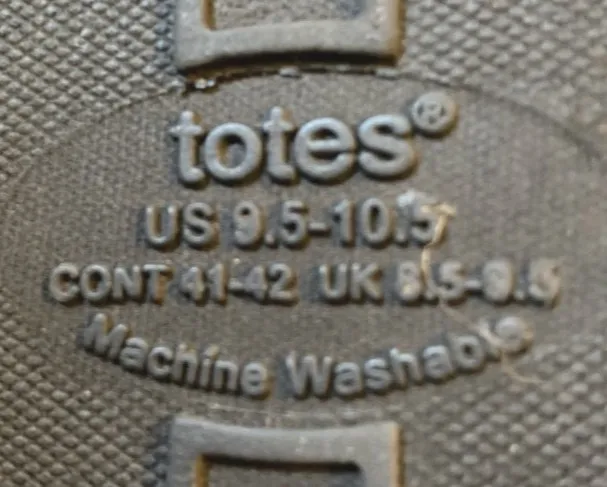 totes®
US 9.5-10.5
CONT 41-42 UK 8.5-9.5
Machine Washable